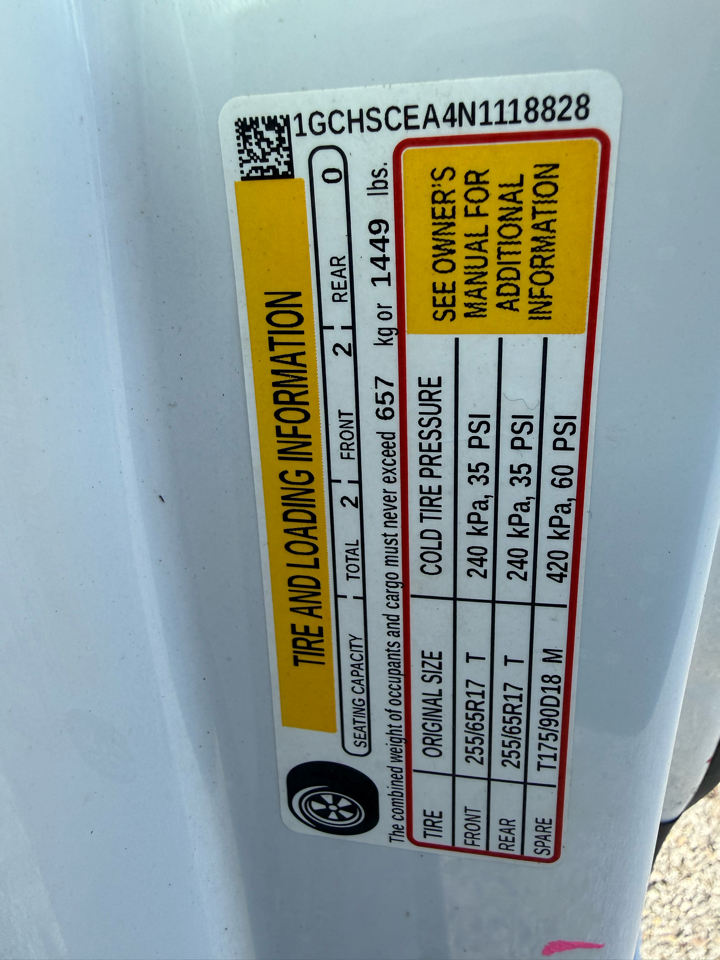 1GCHSCEA4N1118828
TIRE AND LOADING INFORMATION
SEATING CAPACITY TOTAL 2 FRONT 2 REAR 0
The combined weight of occupants and cargo must never exceed 657 kg or 1449 lbs.
TIRE ORIGINAL SIZE COLD TIRE PRESSURE
FRONT 255/65R17 T 240 kPa, 35 PSI
REAR 255/65R17 T 240 kPa, 35 PSI
SPARE T175/90D18 M 420 kPa, 60 PSI
SEE OWNER'S
MANUAL FOR
ADDITIONAL
INFORMATION